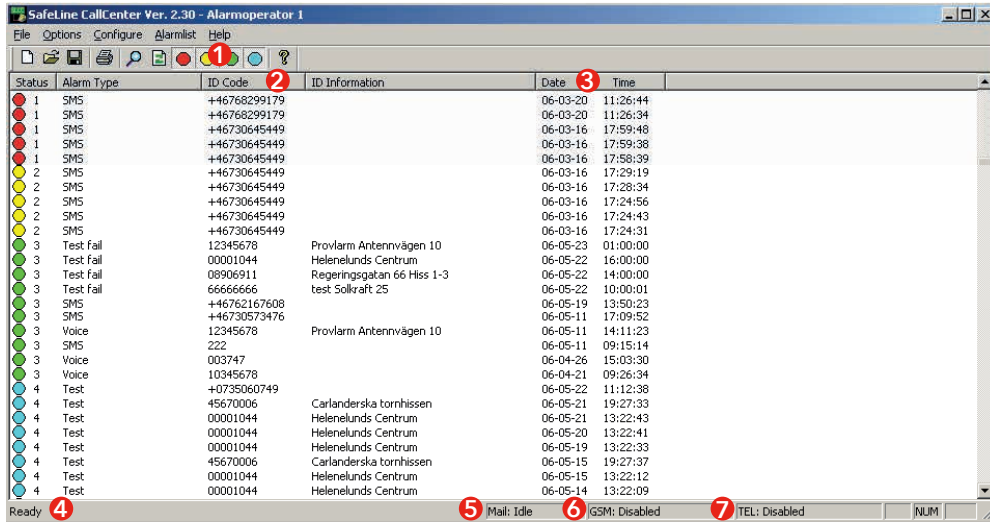 SafeLine CallCenter Ver. 2.30 - Alarmoperator 1
File Options Configure Alarmlist Help
1
Status Alarm Type ID Code 2 ID Information Date 3 Time
1 SMS +46768299179 06-03-20 11:26:44
1 SMS +46768299179 06-03-20 11:26:34
1 SMS +46730645449 06-03-16 17:59:48
1 SMS +46730645449 06-03-16 17:59:38
1 SMS +46730645449 06-03-16 17:58:39
2 SMS +46730645449 06-03-16 17:29:19
2 SMS +46730645449 06-03-16 17:28:34
2 SMS +46730645449 06-03-16 17:24:56
2 SMS +46730645449 06-03-16 17:24:43
2 SMS +46730645449 06-03-16 17:24:31
3 Test fail 12345678 Provlarm Antennvägen 10 06-05-23 01:00:00
3 Test fail 00001044 Helenelunds Centrum 06-05-22 16:00:00
3 Test fail 08906911 Regeringsgatan 66 Hiss 1-3 06-05-22 14:00:00
3 Test fail 66666666 test Solkraft 25 06-05-22 10:00:01
3 SMS +46762167608 06-05-19 13:50:23
3 SMS +46730573476 06-05-11 17:09:52
3 Voice 12345678 Provlarm Antennvägen 10 06-05-11 14:11:23
3 SMS 222 06-05-11 09:15:14
3 Voice 003747 06-04-26 15:03:30
3 Voice 10345678 06-04-21 09:26:34
4 Test +0735060749 06-05-22 11:12:38
4 Test 45670006 Carlanderska tornhissen 06-05-21 19:27:33
4 Test 00001044 Helenelunds Centrum 06-05-21 13:22:43
4 Test 00001044 Helenelunds Centrum 06-05-20 13:22:41
4 Test 00001044 Helenelunds Centrum 06-05-19 13:22:33
4 Test 45670006 Carlanderska tornhissen 06-05-15 19:27:37
4 Test 00001044 Helenelunds Centrum 06-05-15 13:22:12
4 Test 00001044 Helenelunds Centrum 06-05-14 13:22:09
Ready 4 5 Mail: Idle 6 GSM: Disabled 7 TEL: Disabled NUM